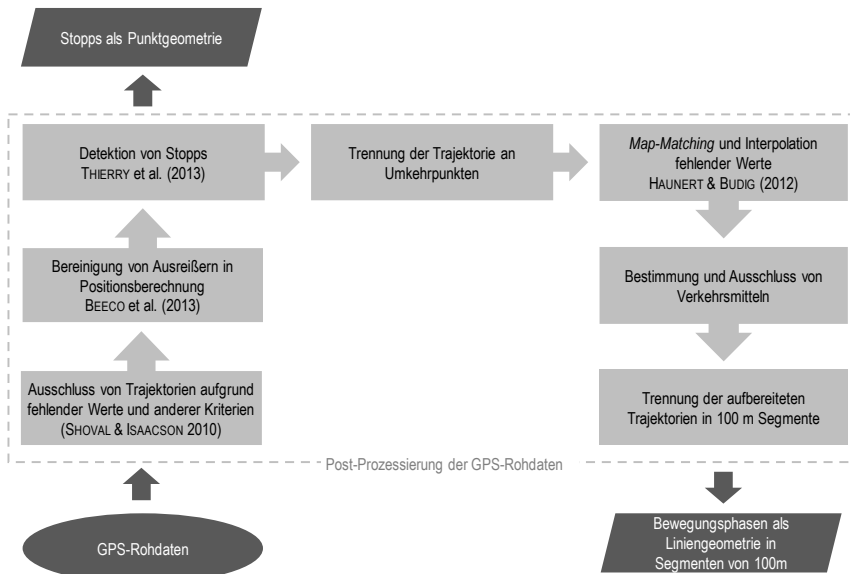 Stopps als Punktgeometrie
Detektion von Stopps
THIERRY et al. (2013)
Trennung der Trajektorie an
Umkehrpunkten
Map-Matching und Interpolation
fehlender Werte
HAUNERT & BUDIG (2012)
Bereinigung von Ausreißern in
Positionsberechnung
BEECO et al. (2013)
Bestimmung und Ausschluss von
Verkehrsmitteln
Ausschluss von Trajektorien aufgrund
fehlender Werte und anderer Kriterien
(SHOVAL & ISAACSON 2010)
Trennung der aufbereiteten
Trajektorien in 100 m Segmente
Post-Prozessierung der GPS-Rohdaten
GPS-Rohdaten
Bewegungsphasen als
Liniengeometrie in
Segmenten von 100m